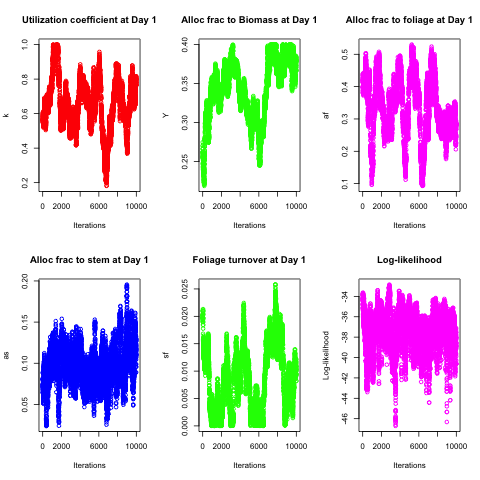 Utilization coefficient at Day 1
k
0.2 0.4 0.6 0.8 1.0
0 2000 6000 10000
Iterations
Alloc frac to Biomass at Day 1
Y
0.25 0.30 0.35 0.40
0 2000 6000 10000
Iterations
Alloc frac to foliage at Day 1
af
0.1 0.2 0.3 0.4 0.5
0 2000 6000 10000
Iterations
Alloc frac to stem at Day 1
as
0.05 0.10 0.15 0.20
0 2000 6000 10000
Iterations
Foliage turnover at Day 1
sf
0.000 0.005 0.010 0.015 0.020 0.025
0 2000 6000 10000
Iterations
Log-likelihood
Log-likelihood
-46 -44 -42 -40 -38 -36 -34
0 2000 6000 10000
Iterations